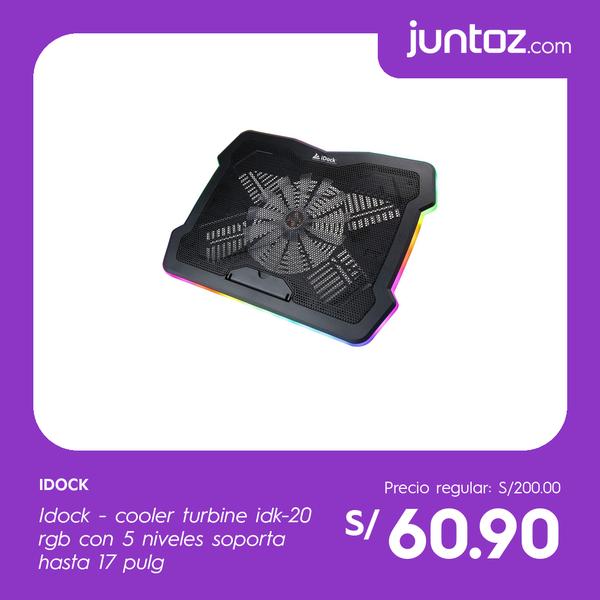 juntoz.com
iDock
IDOCK
Idock - cooler turbine idk-20
rgb con 5 niveles soporta
hasta 17 pulg
Precio regular: S/200.00
S/ 60.90